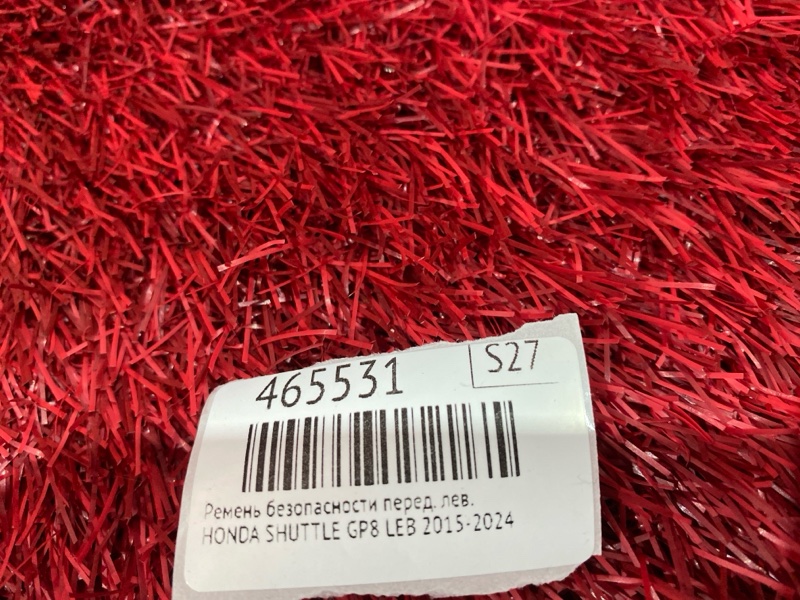 465531 S27
Ремень безопасности перед. лев.
HONDA SHUTTLE GP8 LEB 2015-2024